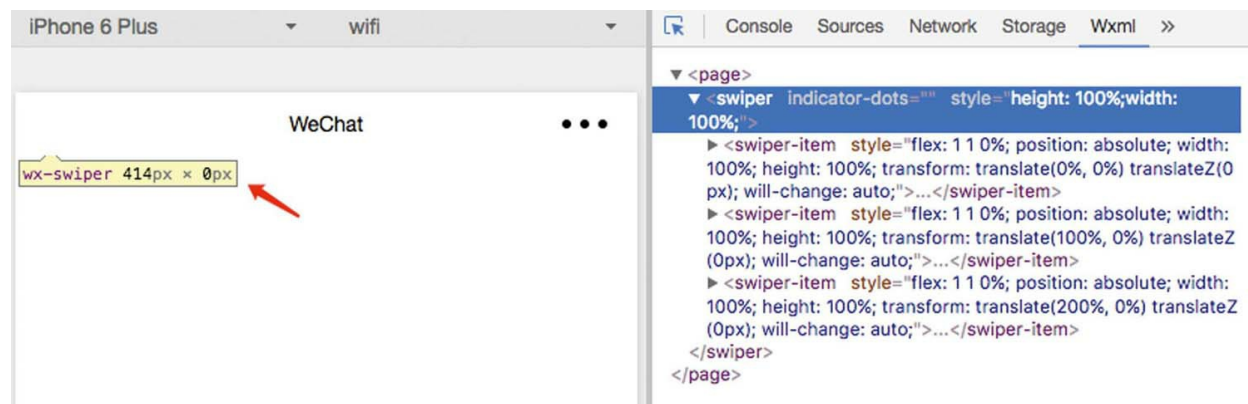 iPhone 6 Plus wifi
Console Sources Network Storage Wxml »
WeChat
wx-swiper 414px × 0px
<page>
<swiper indicator-dots="" style="height: 100%;width:
100%;">
<swiper-item style="flex: 1 1 0%; position: absolute; width:
100%; height: 100%; transform: translate(0%, 0%) translateZ(0
px); will-change: auto;">...</swiper-item>
<swiper-item style="flex: 1 1 0%; position: absolute; width:
100%; height: 100%; transform: translate(100%, 0%) translateZ
(0px); will-change: auto;">...</swiper-item>
<swiper-item style="flex: 1 1 0%; position: absolute; width:
100%; height: 100%; transform: translate(200%, 0%) translateZ
(0px); will-change: auto;">...</swiper-item>
</swiper>
</page>